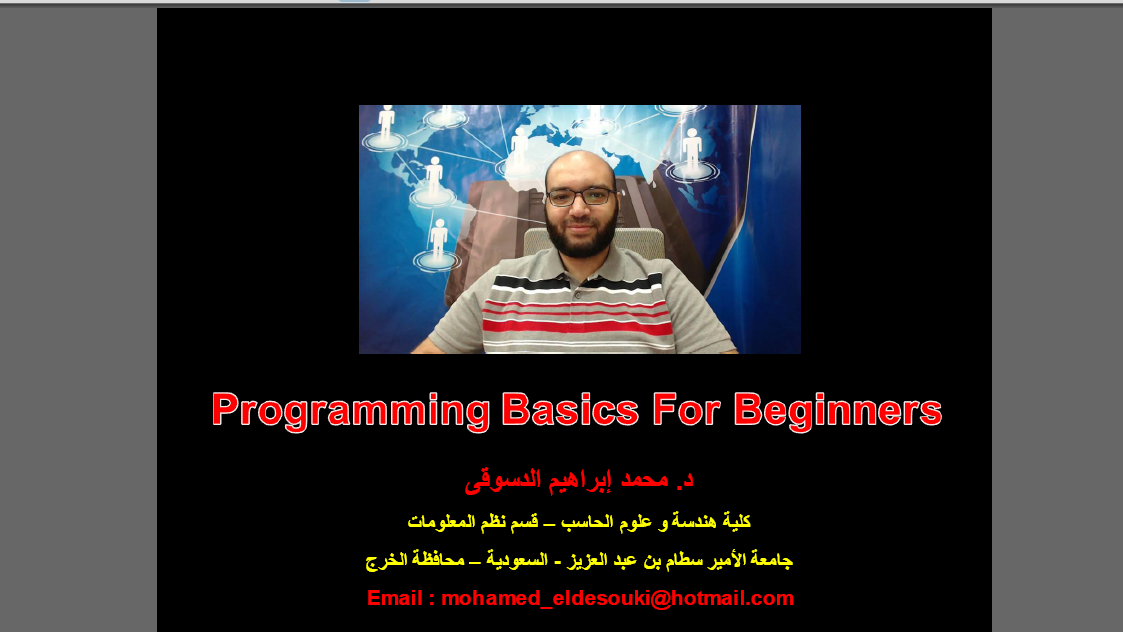 Programming Basics For Beginners
د. محمد إبراهيم الدسوقى
كلية هندسة و علوم الحاسب – قسم نظم المعلومات
جامعة الأمير سطام بن عبد العزيز - السعودية – محافظة الخرج
Email : mohamed_eldesouki@hotmail.com